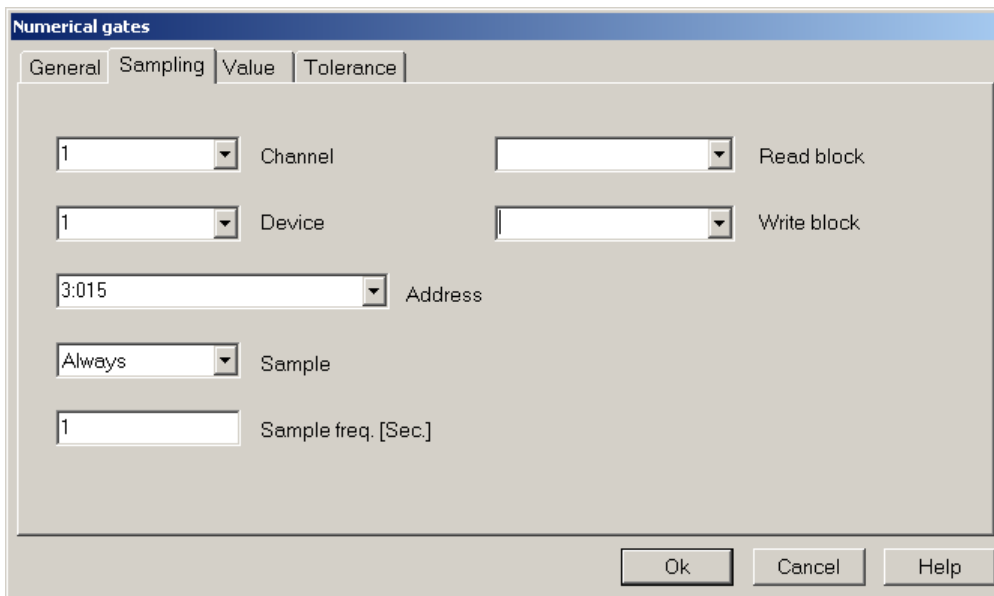 Numerical gates
General Sampling Value Tolerance
1 Channel Read block
1 Device Write block
3:015 Address
Always Sample
1 Sample freq. [Sec.]
Ok Cancel Help